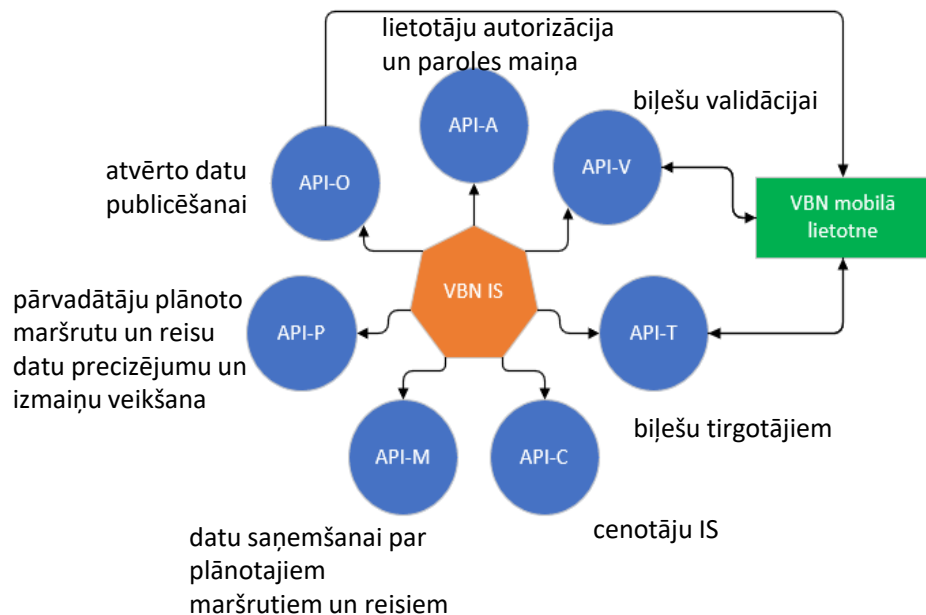 lietotāju autorizācija
un paroles maiņa
API-A
biļešu validācijai
API-V
atvērto datu
publicēšanai
API-O
VBN mobilā
lietotne
VBN IS
pārvadātāju plānoto
maršrutu un reisu
datu precizējumu un
izmaiņu veikšana
API-P
API-T
biļešu tirgotājiem
API-M
API-C
datu saņemšanai par
plānotajiem
maršrutiem un reisiem
cenotāju IS